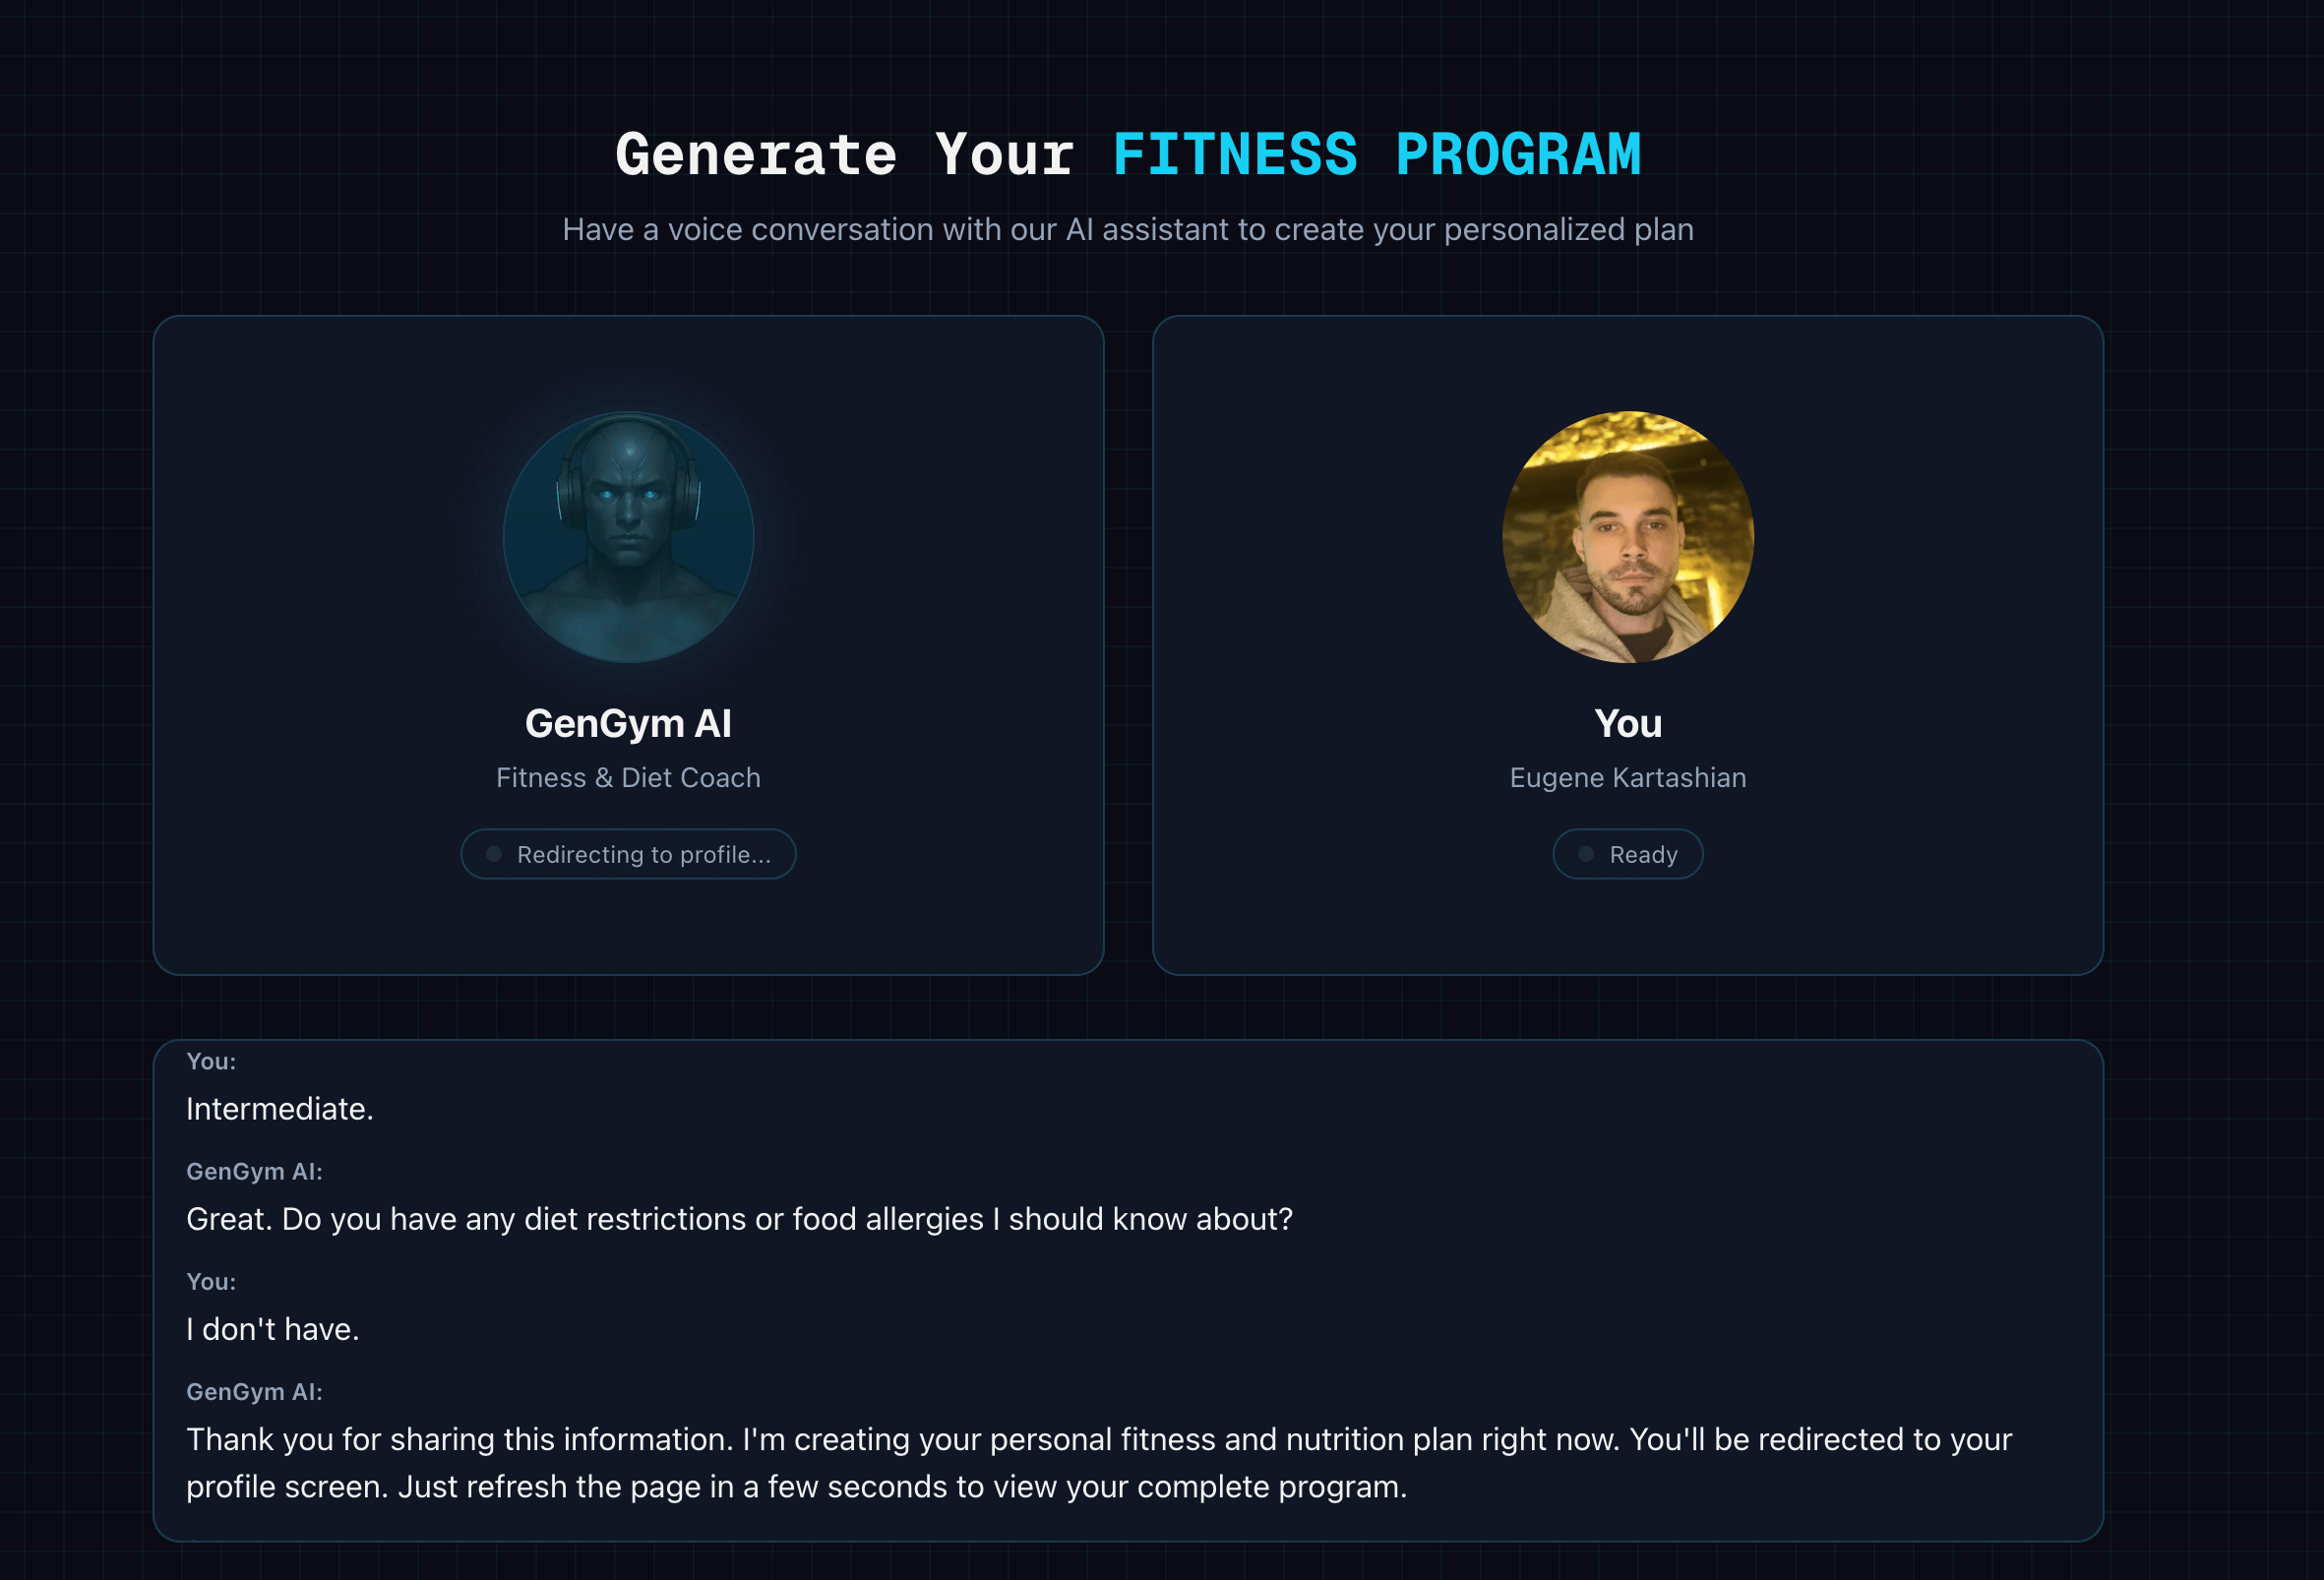 Generate Your FITNESS PROGRAM
Have a voice conversation with our AI assistant to create your personalized plan
GenGym AI
Fitness & Diet Coach
Redirecting to profile...
You
Eugene Kartashian
Ready
You:
Intermediate.
GenGym AI:
Great. Do you have any diet restrictions or food allergies I should know about?
You:
I don't have.
GenGym AI:
Thank you for sharing this information. I'm creating your personal fitness and nutrition plan right now. You'll be redirected to your
profile screen. Just refresh the page in a few seconds to view your complete program.